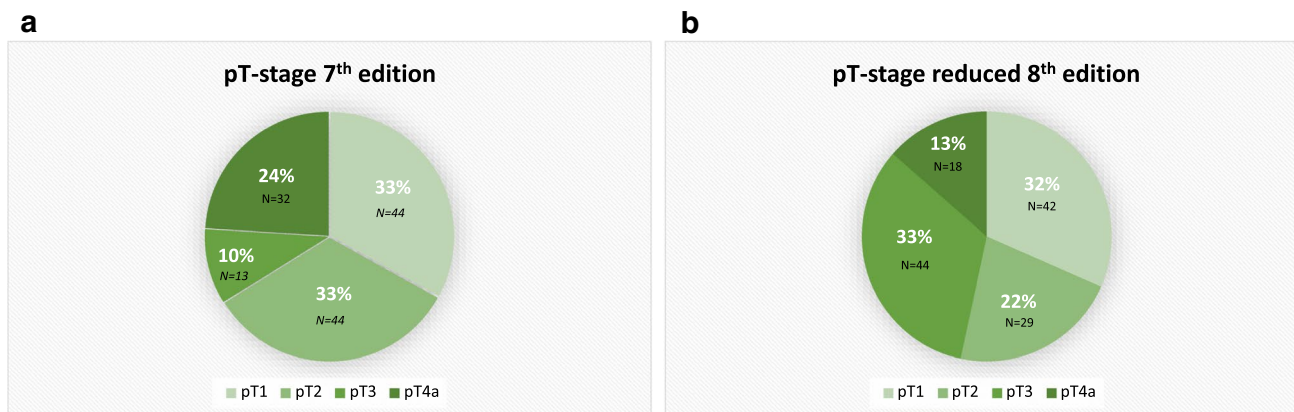 a
pT-stage 7th edition
33%
N=44
33%
N=44
10%
N=13
24%
N=32
pT1 pT2 pT3 pT4a
b
pT-stage reduced 8th edition
32%
N=42
22%
N=29
33%
N=44
13%
N=18
pT1 pT2 pT3 pT4a